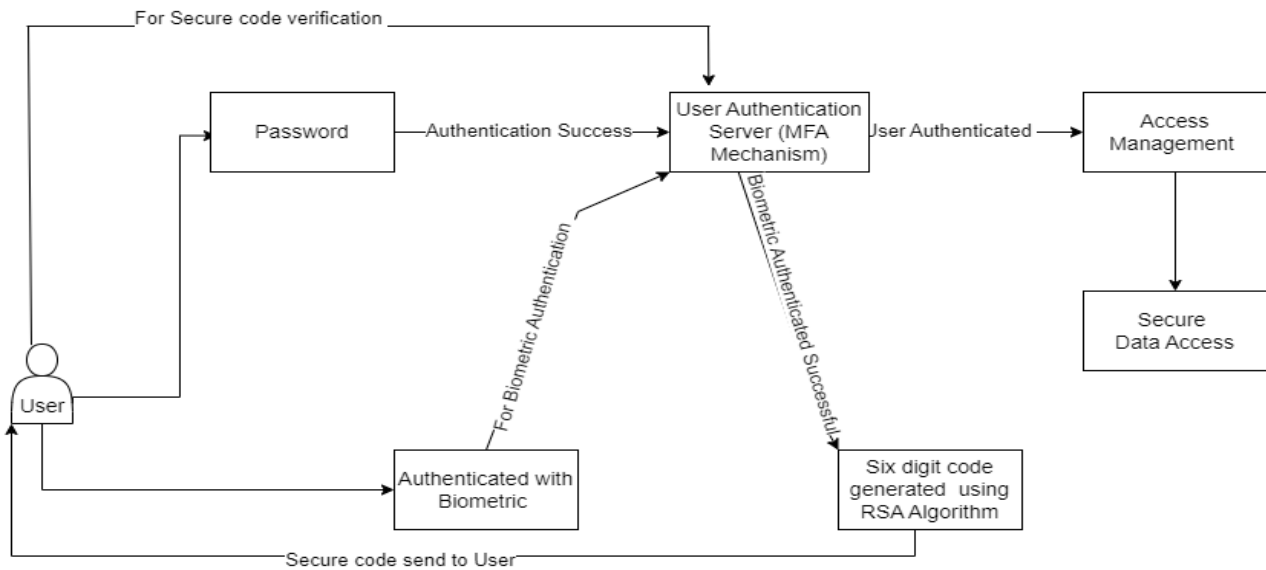 For Secure code verification
Password
Authentication Success
User Authentication
Server (MFA
Mechanism)
User Authenticated
Access
Management
Biometric Authenticated Successful
For Biometric Authentication
Secure
Data Access
User
Authenticated with
Biometric
Six digit code
generated using
RSA Algorithm
Secure code send to User